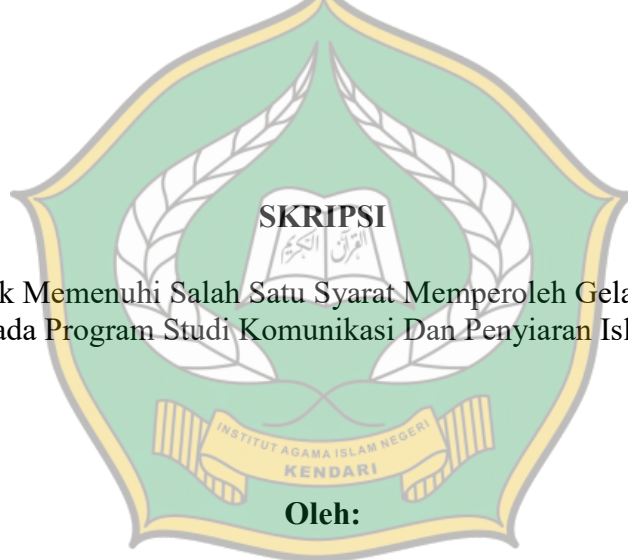 SKRIPSI
القرآن الكريم
k Memenuhi Salah Satu Syarat Memperoleh Gela
ada Program Studi Komunikasi Dan Penyiaran Isl
INSTITUT AGAMA ISLAM NEGERI
KENDARI
Oleh: